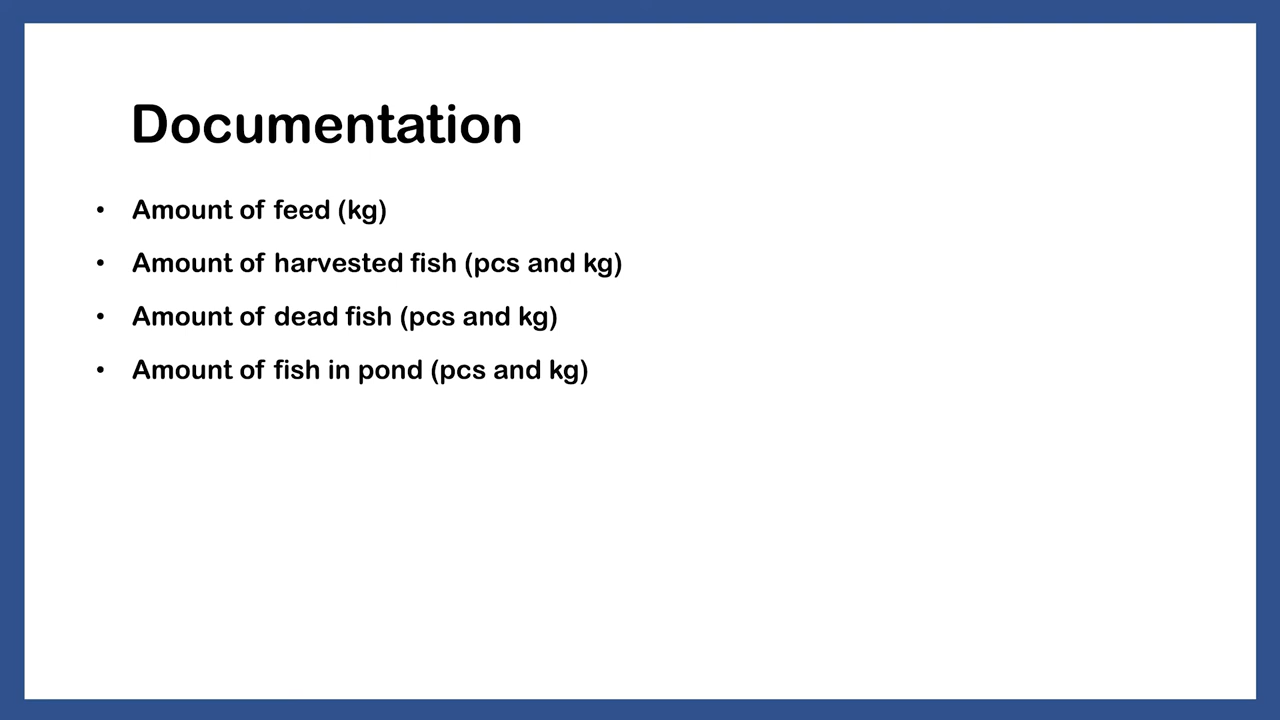 Documentation
• Amount of feed (kg)
• Amount of harvested fish (pcs and kg)
• Amount of dead fish (pcs and kg)
• Amount of fish in pond (pcs and kg)